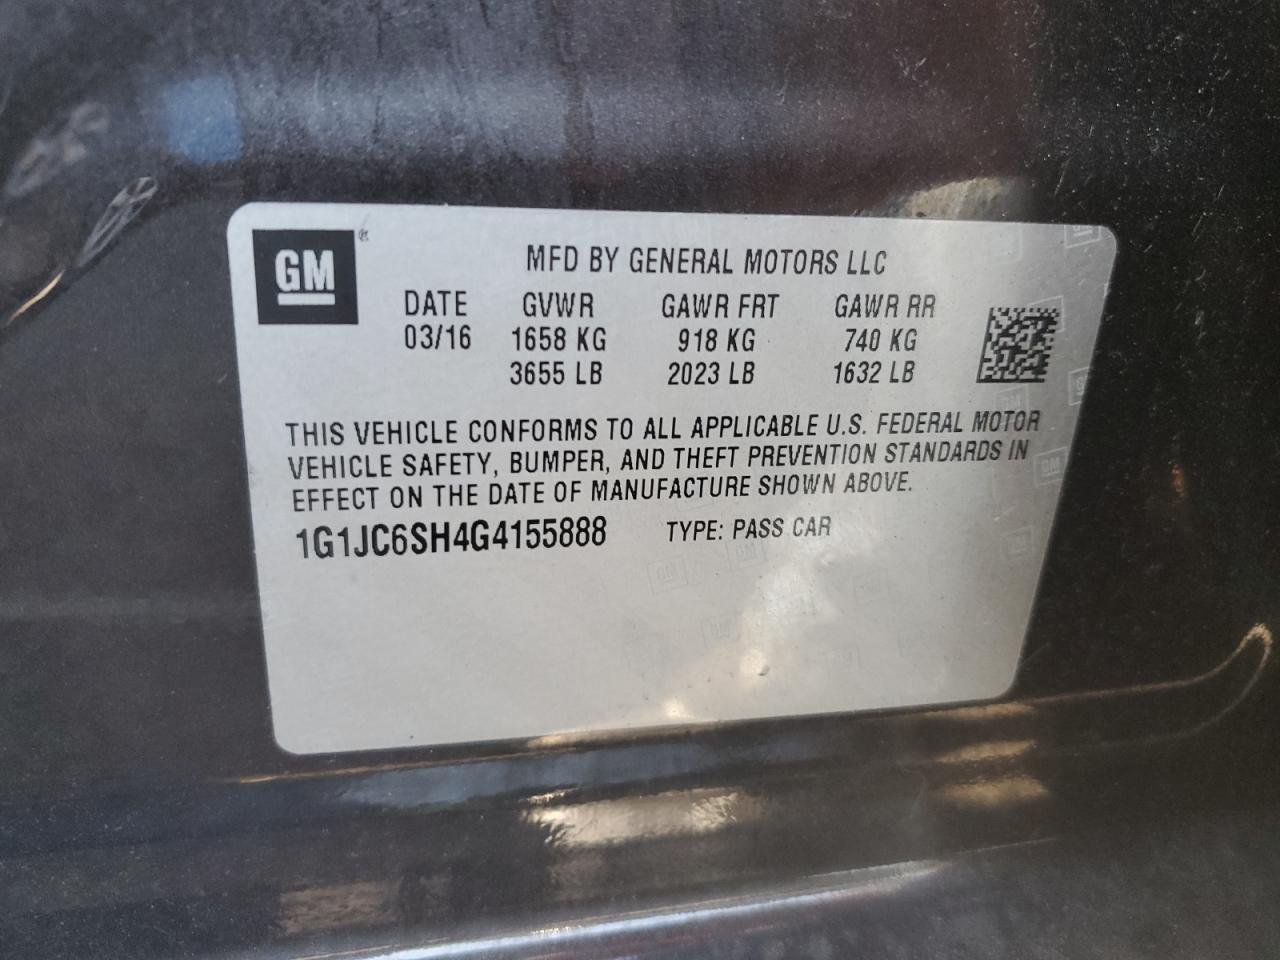 GM ®
MFD BY GENERAL MOTORS LLC
DATE GVWR GAWR FRT GAWR RR
03/16 1658 KG 918 KG 740 KG
3655 LB 2023 LB 1632 LB
THIS VEHICLE CONFORMS TO ALL APPLICABLE U.S. FEDERAL MOTOR
VEHICLE SAFETY, BUMPER, AND THEFT PREVENTION STANDARDS IN
EFFECT ON THE DATE OF MANUFACTURE SHOWN ABOVE.
1G1JC6SH4G4155888 TYPE: PASS CAR